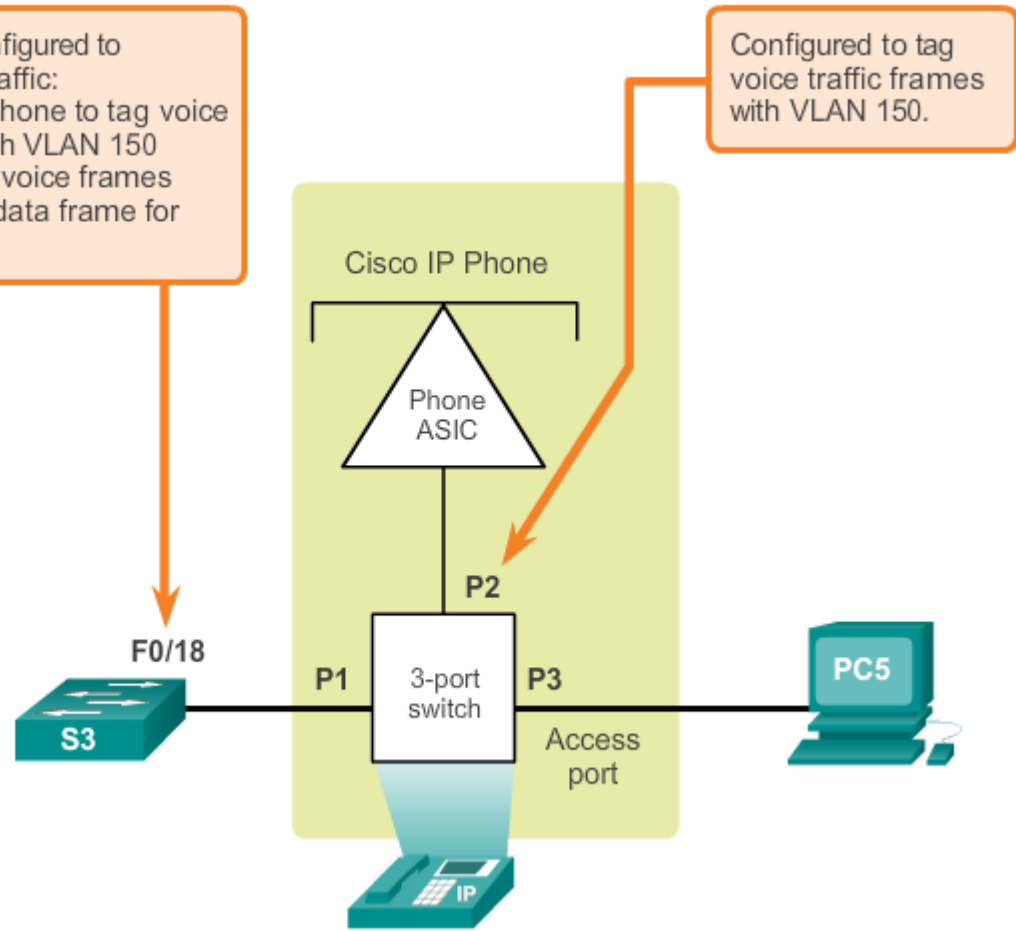 figured to
affic:
hone to tag voice
h VLAN 150
voice frames
data frame for
Configured to tag
voice traffic frames
with VLAN 150.
Cisco IP Phone
Phone
ASIC
P2
F0/18
P1
3-port
switch
P3
PC5
S3
Access
port
IP